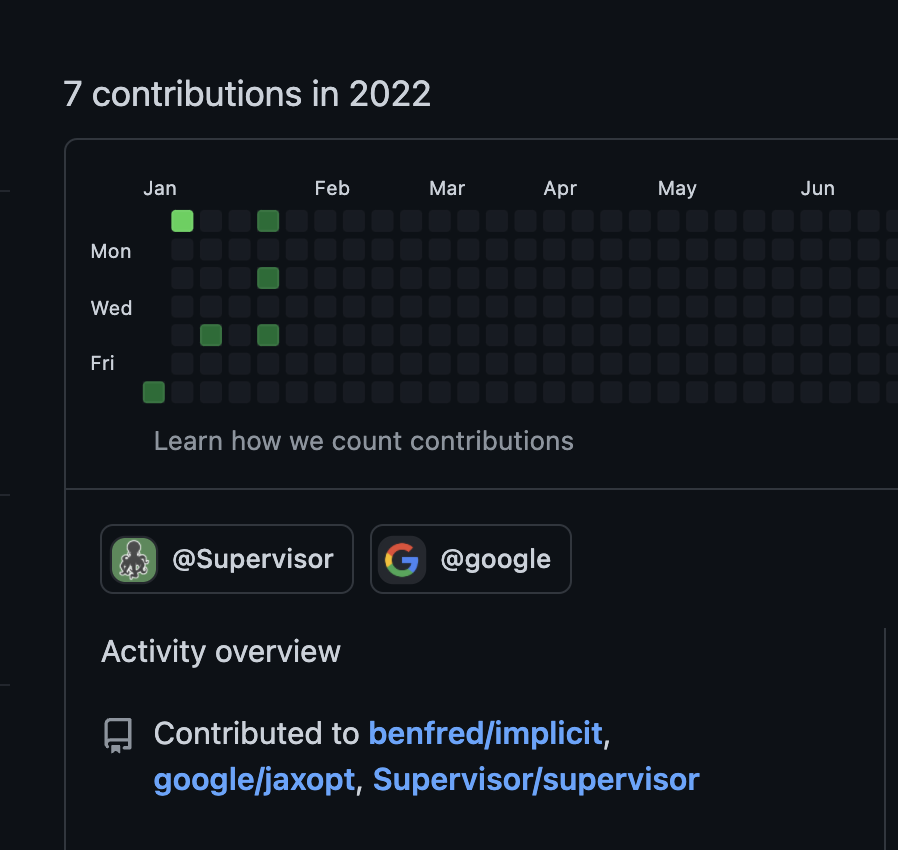 7 contributions in 2022
Jan Feb Mar Apr May Jun
Mon
Wed
Fri
Learn how we count contributions
@Supervisor @google
Activity overview
Contributed to benfred/implicit,
google/jaxopt, Supervisor/supervisor